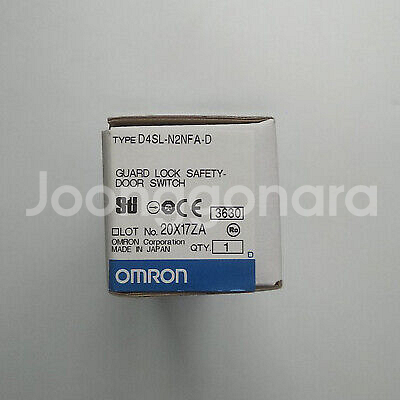 TYPE D4SL-N2NFA-D
GUARD LOCK SAFETY-
DOOR SWITCH
CE 3630
LOT No. 20X17ZA
OMRON Corporation
MADE IN JAPAN QTY. 1
OMRON
D
Joonggonara